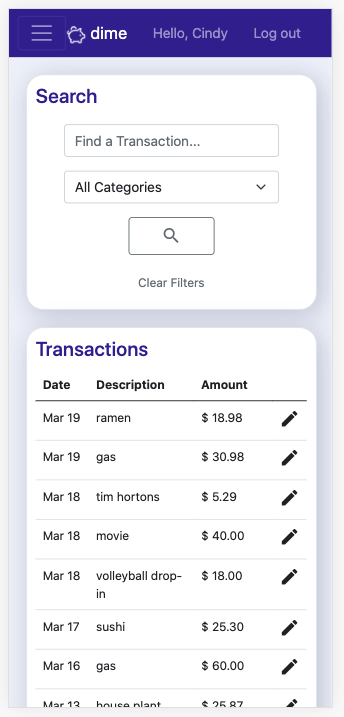 dime Hello, Cindy Log out
Search
Find a Transaction...
All Categories
Clear Filters
Transactions
Date Description Amount
Mar 19 ramen $ 18.98
Mar 19 gas $ 30.98
Mar 18 tim hortons $ 5.29
Mar 18 movie $ 40.00
Mar 18 volleyball drop- $ 18.00
in
Mar 17 sushi $ 25.30
Mar 16 gas $ 60.00
Mar 13 house plant $ 25.87